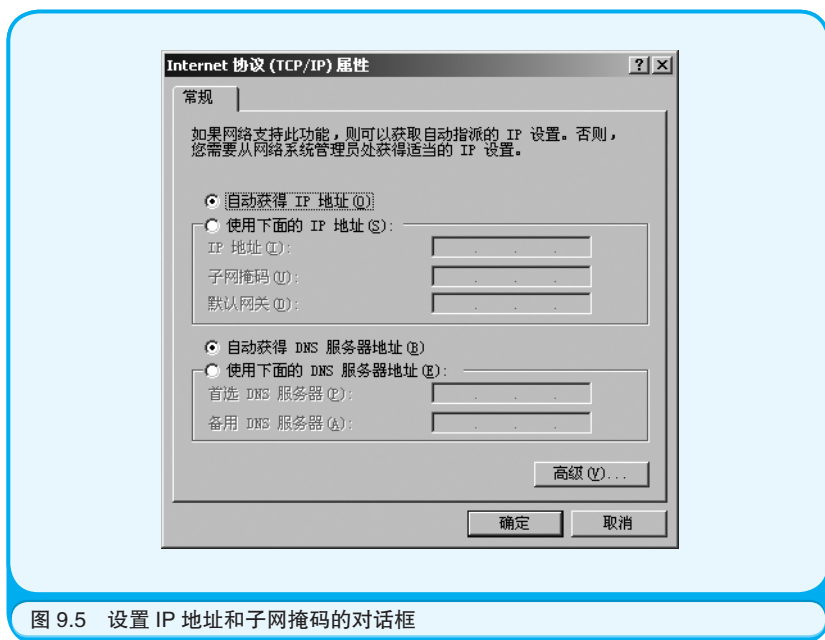 Internet 协议 (TCP/IP) 属性
常规
如果网络支持此功能，则可以获取自动指派的 IP 设置。否则，
您需要从网络系统管理员处获得适当的 IP 设置。
自动获得 IP 地址(O)
使用下面的 IP 地址(S):
IP 地址(I):
子网掩码(U):
默认网关(D):
自动获得 DNS 服务器地址(B)
使用下面的 DNS 服务器地址(E):
首选 DNS 服务器(P):
备用 DNS 服务器(A):
高级(V)...
确定 取消
图 9.5 设置 IP 地址和子网掩码的对话框